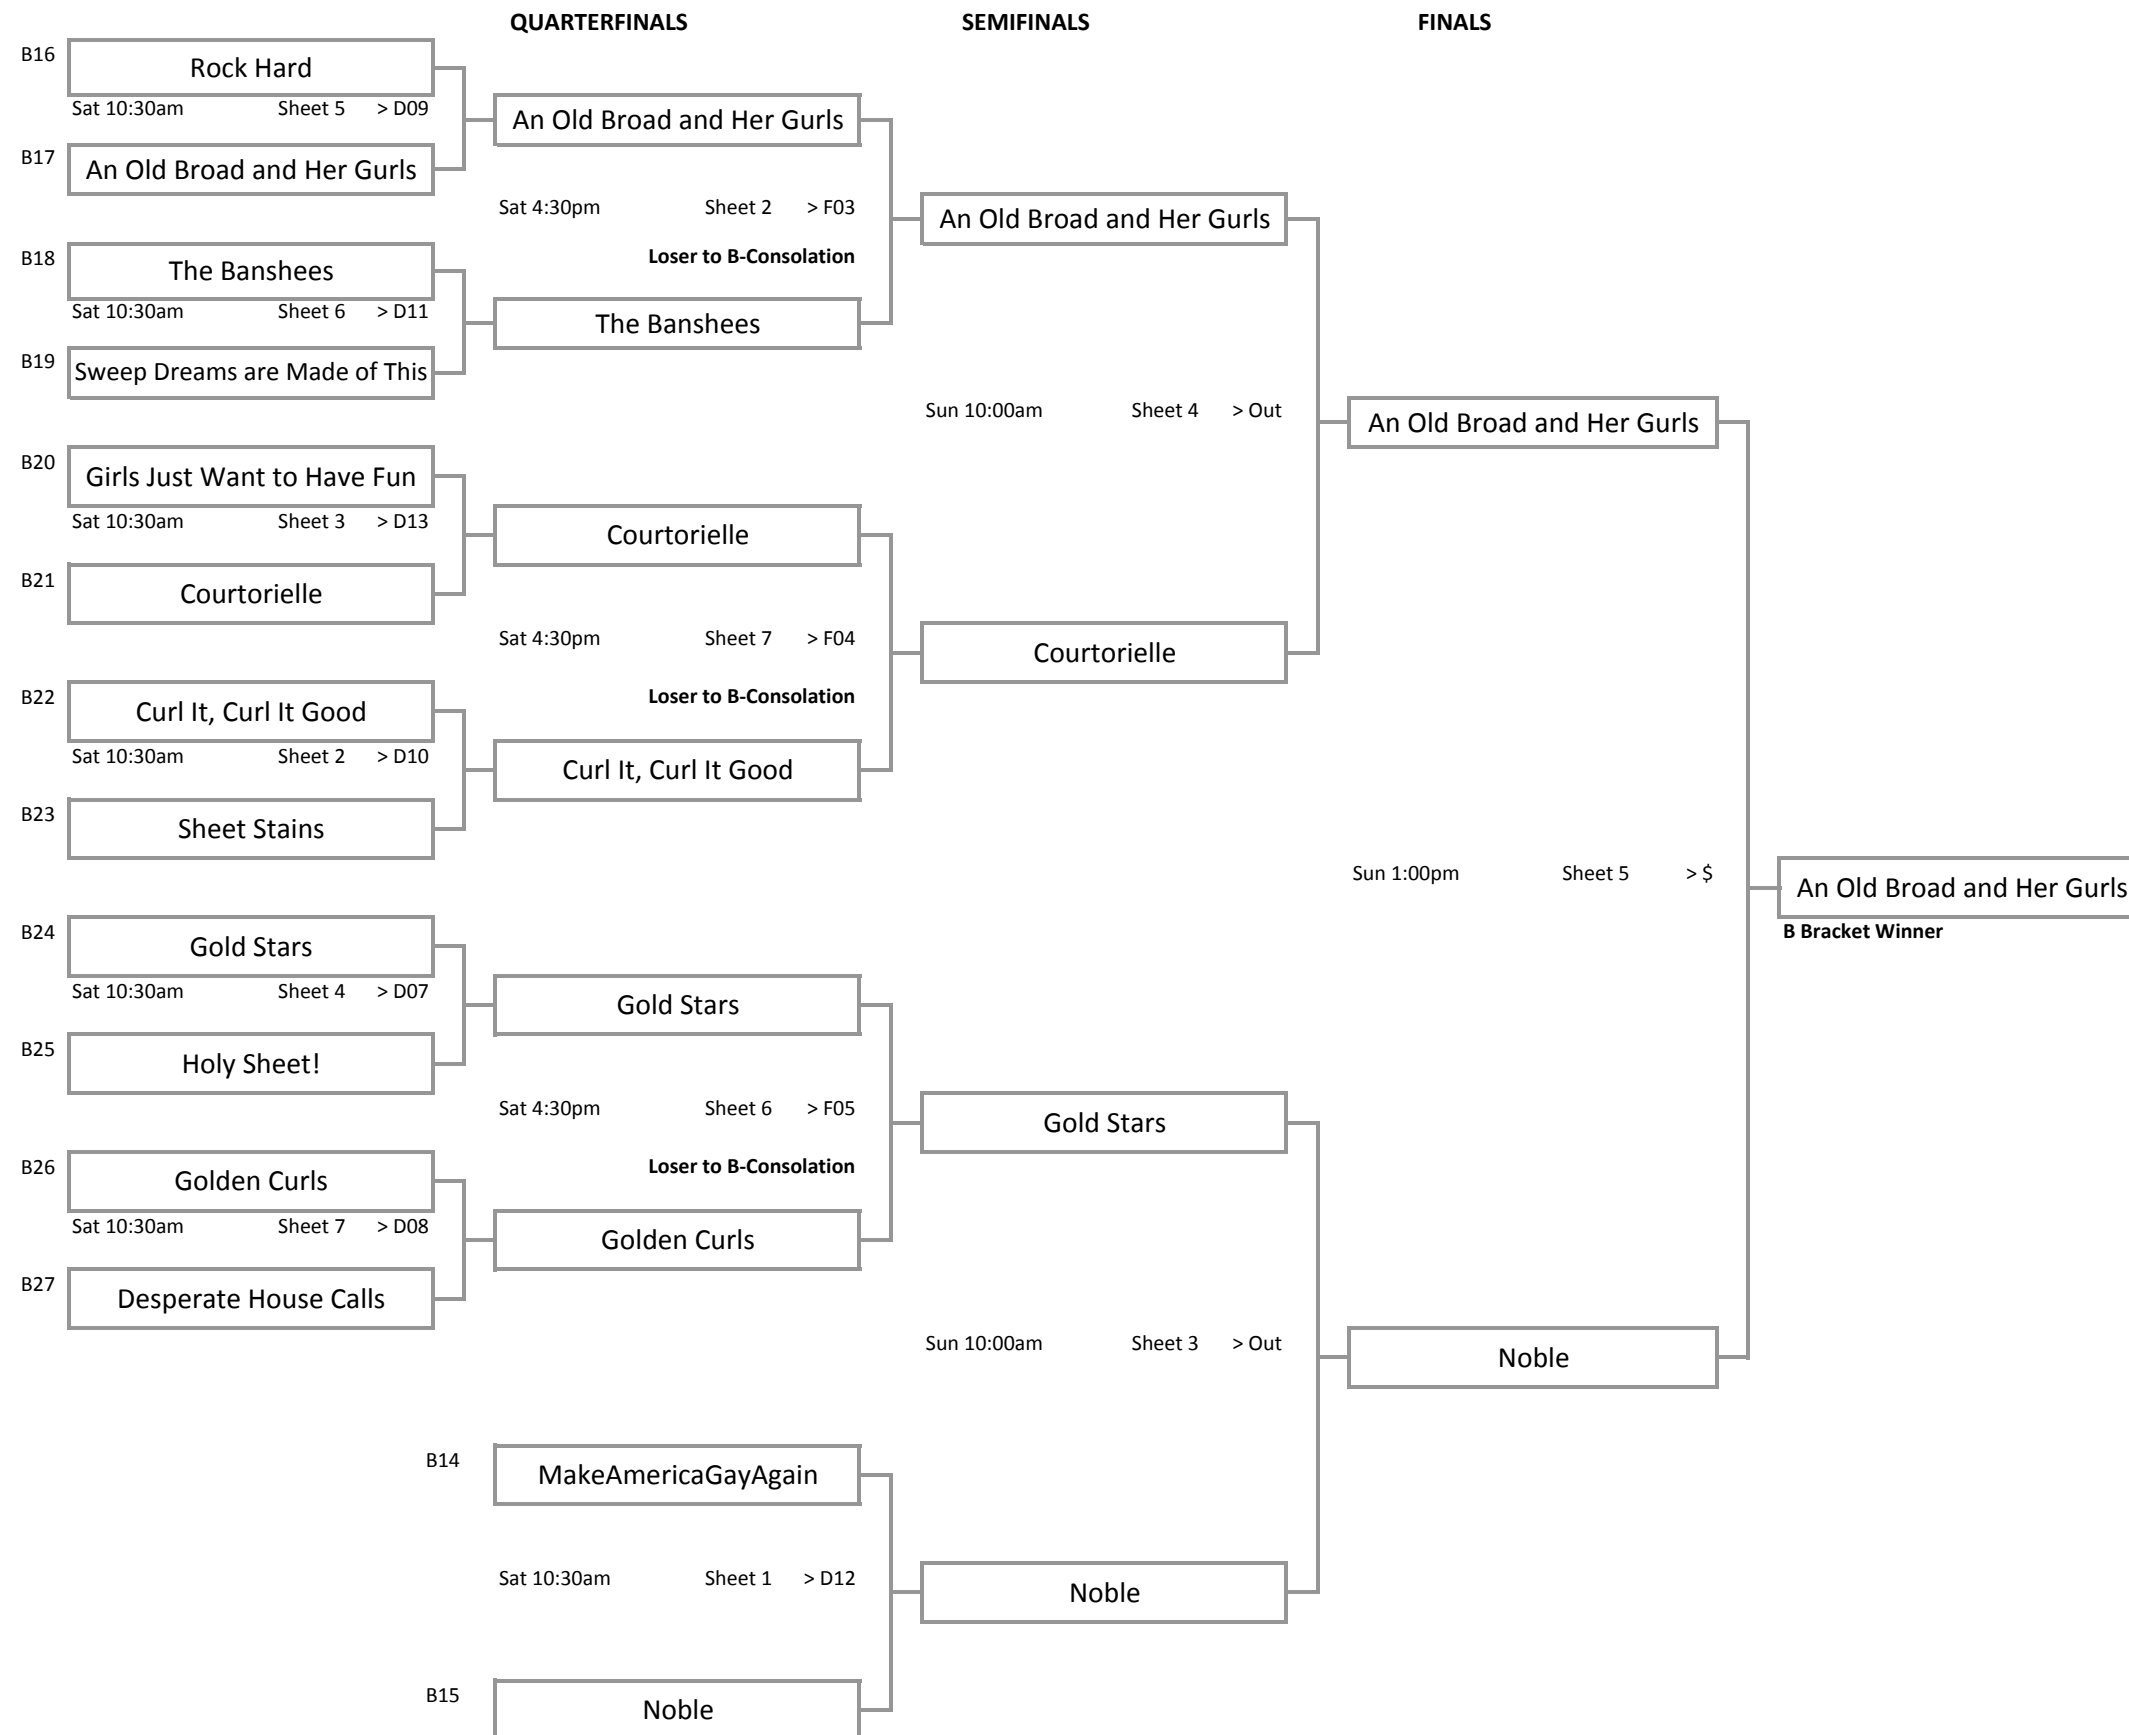 QUARTERFINALS SEMIFINALS FINALS
B16
Rock Hard
Sat 10:30am Sheet 5 > D09
An Old Broad and Her Gurls
B17
An Old Broad and Her Gurls
Sat 4:30pm Sheet 2 > F03
An Old Broad and Her Gurls
Loser to B-Consolation
B18
The Banshees
Sat 10:30am Sheet 6 > D11
The Banshees
B19
Sweep Dreams are Made of This
Sun 10:00am Sheet 4 > Out
An Old Broad and Her Gurls
B20
Girls Just Want to Have Fun
Sat 10:30am Sheet 3 > D13
Courtorielle
B21
Courtorielle
Sat 4:30pm Sheet 7 > F04
Courtorielle
Loser to B-Consolation
B22
Curl It, Curl It Good
Sat 10:30am Sheet 2 > D10
Curl It, Curl It Good
B23
Sheet Stains
Sun 1:00pm Sheet 5 > $
An Old Broad and Her Gurls
B Bracket Winner
B24
Gold Stars
Sat 10:30am Sheet 4 > D07
Gold Stars
B25
Holy Sheet!
Sat 4:30pm Sheet 6 > F05
Gold Stars
Loser to B-Consolation
B26
Golden Curls
Sat 10:30am Sheet 7 > D08
Golden Curls
B27
Desperate House Calls
Sun 10:00am Sheet 3 > Out
Noble
B14
MakeAmericaGayAgain
Sat 10:30am Sheet 1 > D12
Noble
B15
Noble